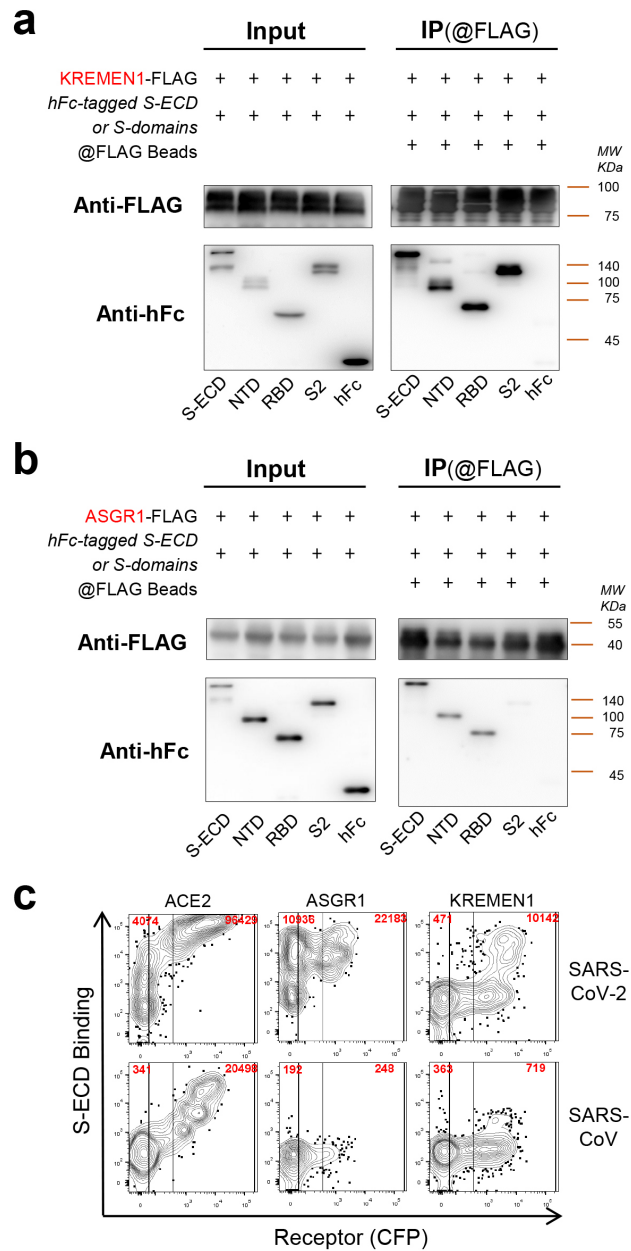 a
Input IP(@FLAG)
KREMEN1-FLAG + + + + + + + + + +
hFc-tagged S-ECD
or S-domains + + + + + + + + + +
@FLAG Beads + + + + +
MW
KDa
Anti-FLAG 100
75
Anti-hFc 140
100
75
45
S-ECD NTD RBD S2 hFc S-ECD NTD RBD S2 hFc
b
Input IP(@FLAG)
ASGR1-FLAG + + + + + + + + + +
hFc-tagged S-ECD
or S-domains + + + + + + + + + +
@FLAG Beads + + + + +
MW
KDa
Anti-FLAG 55
40
Anti-hFc 140
100
75
45
S-ECD NTD RBD S2 hFc S-ECD NTD RBD S2 hFc
c
ACE2 ASGR1 KREMEN1
4074 96429 10936 22183 471 10142
SARS-
CoV-2
341 20498 192 248 363 719
SARS-
CoV
S-ECD Binding
Receptor (CFP)